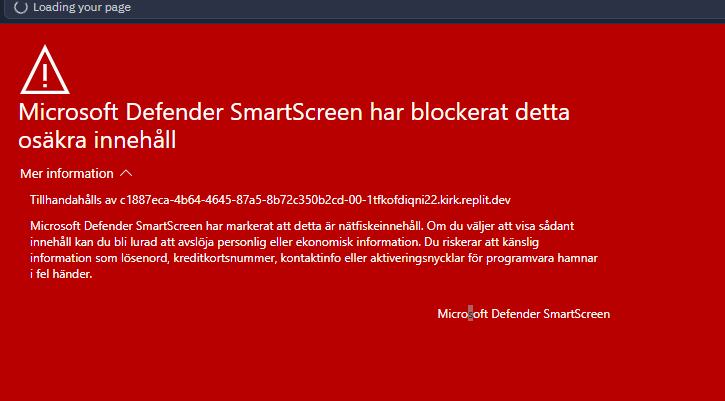 Loading your page
Microsoft Defender SmartScreen har blockerat detta
osäkra innehåll
Mer information
Tillhandahålls av c1887eca-4b64-4645-87a5-8b72c350b2cd-00-1tfkofdiqni22.kirk.replit.dev
Microsoft Defender SmartScreen har markerat att detta är nätfiskeinnehåll. Om du väljer att visa sådant
innehåll kan du bli lurad att avslöja personlig eller ekonomisk information. Du riskerar att känslig
information som lösenord, kreditkortsnummer, kontaktinfo eller aktiveringsnycklar för programvara hamnar
i fel händer.
Microsoft Defender SmartScreen